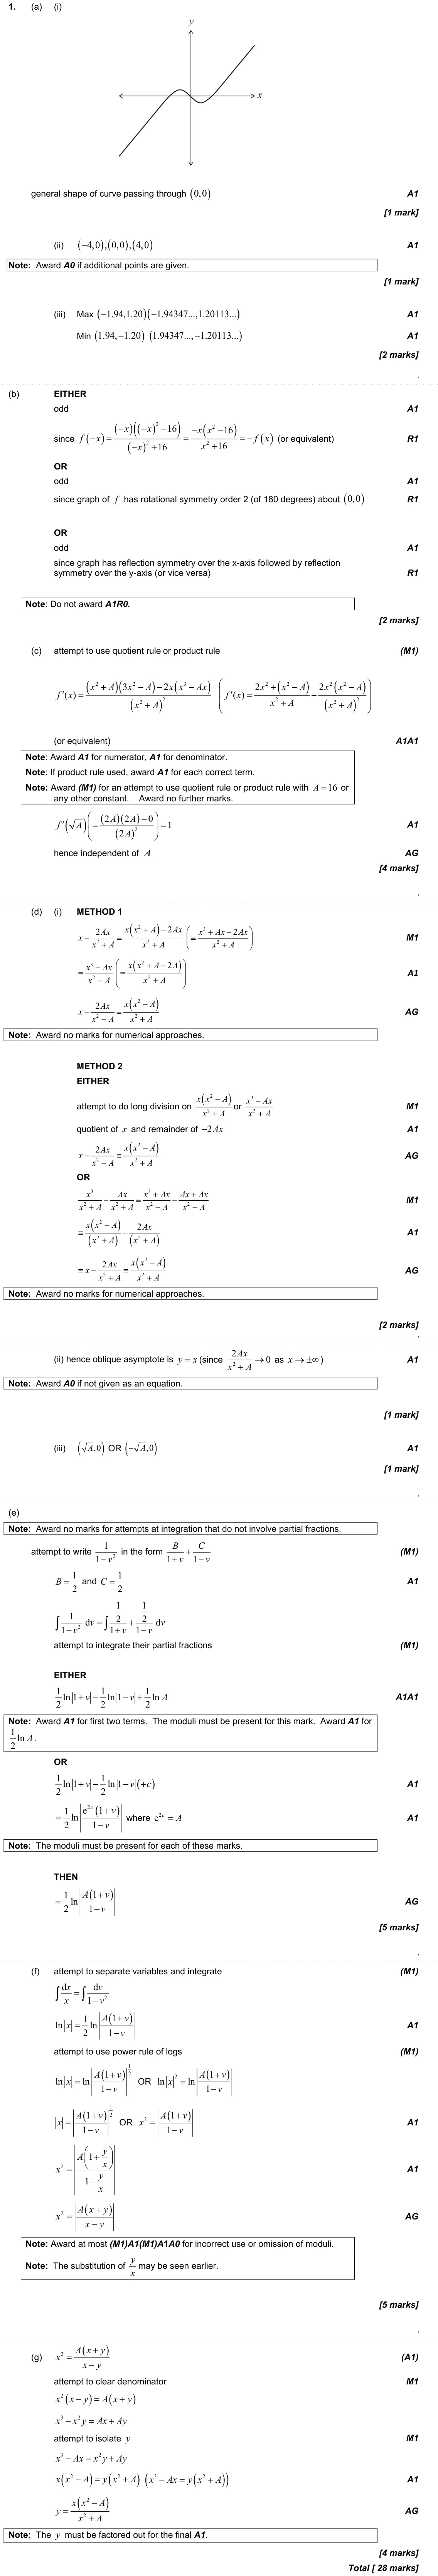 1. (a) (i)
y
x
general shape of curve passing through (0,0) A1
[1 mark]
(ii) (−4,0),(0,0),(4,0) A1
Note: Award A0 if additional points are given.
[1 mark]
(iii) Max (−1.94,1.20)(−1.94347...,1.20113...) A1
Min (1.94,−1.20) (1.94347...,−1.20113...) A1
[2 marks]
(b) EITHER
odd A1
since f(−x) = (−x)((−x)²−16)/((−x)²+16) = −x(x²−16)/(x²+16) = −f(x) (or equivalent) R1
OR
odd A1
since graph of f has rotational symmetry order 2 (of 180 degrees) about (0,0) R1
OR
odd A1
since graph has reflection symmetry over the x-axis followed by reflection
symmetry over the y-axis (or vice versa) R1
Note: Do not award A1R0.
[2 marks]
(c) attempt to use quotient rule or product rule (M1)
f′(x) = ((x²+A)(3x²−A)−2x(x³−Ax))/(x²+A)² (f′(x) = (2x²+(x²−A))/(x²+A) − 2x²(x²−A)/(x²+A)²)
(or equivalent) A1A1
Note: Award A1 for numerator, A1 for denominator.
Note: If product rule used, award A1 for each correct term.
Note: Award (M1) for an attempt to use quotient rule or product rule with A=16 or
any other constant. Award no further marks.
f′(√A)(= ((2A)(2A)−0)/(2A)²) = 1 A1
hence independent of A AG
[4 marks]
(d) (i) METHOD 1
x − 2Ax/(x²+A) ≡ (x(x²+A)−2Ax)/(x²+A) (≡ (x³+Ax−2Ax)/(x²+A)) M1
≡ (x³−Ax)/(x²+A) (≡ x(x²+A−2A)/(x²+A)) A1
x − 2Ax/(x²+A) ≡ x(x²−A)/(x²+A) AG
Note: Award no marks for numerical approaches.
METHOD 2
EITHER
attempt to do long division on x(x²−A)/(x²+A) or (x³−Ax)/(x²+A) M1
quotient of x and remainder of −2Ax A1
x − 2Ax/(x²+A) ≡ x(x²−A)/(x²+A) AG
OR
x³/(x²+A) − Ax/(x²+A) ≡ (x³+Ax)/(x²+A) − (Ax+Ax)/(x²+A) M1
≡ x(x²+A)/(x²+A) − 2Ax/(x²+A) A1
≡ x − 2Ax/(x²+A) ≡ x(x²−A)/(x²+A) AG
Note: Award no marks for numerical approaches.
[2 marks]
(ii) hence oblique asymptote is y = x (since 2Ax/(x²+A) → 0 as x → ±∞) A1
Note: Award A0 if not given as an equation.
[1 mark]
(iii) (√A,0) OR (−√A,0) A1
[1 mark]
(e)
Note: Award no marks for attempts at integration that do not involve partial fractions.
attempt to write 1/(1−v²) in the form B/(1+v) + C/(1−v) (M1)
B = 1/2 and C = 1/2 A1
∫ 1/(1−v²) dv = ∫ (1/2)/(1+v) + (1/2)/(1−v) dv
attempt to integrate their partial fractions (M1)
EITHER
1/2 ln|1+v| − 1/2 ln|1−v| + 1/2 ln A A1A1
Note: Award A1 for first two terms. The moduli must be present for this mark. Award A1 for
1/2 ln A.
OR
1/2 ln|1+v| − 1/2 ln|1−v|(+c) A1
= 1/2 ln|e²ᶜ(1+v)/(1−v)| where e²ᶜ = A A1
Note: The moduli must be present for each of these marks.
THEN
= 1/2 ln|A(1+v)/(1−v)| AG
[5 marks]
(f) attempt to separate variables and integrate (M1)
∫ dx/x = ∫ dv/(1−v²)
ln|x| = 1/2 ln|A(1+v)/(1−v)| A1
attempt to use power rule of logs (M1)
ln|x| = ln|A(1+v)/(1−v)|^(1/2) OR ln|x|² = ln|A(1+v)/(1−v)|
|x| = |A(1+v)/(1−v)|^(1/2) OR x² = |A(1+v)/(1−v)| A1
x² = |A(1+y/x)/(1−y/x)| A1
x² = |A(x+y)/(x−y)| AG
Note: Award at most (M1)A1(M1)A1A0 for incorrect use or omission of moduli.
Note: The substitution of y/x may be seen earlier.
[5 marks]
(g) x² = A(x+y)/(x−y) (A1)
attempt to clear denominator M1
x²(x−y) = A(x+y)
x³−x²y = Ax+Ay
attempt to isolate y M1
x³−Ax = x²y+Ay
x(x²−A) = y(x²+A) (x³−Ax = y(x²+A)) A1
y = x(x²−A)/(x²+A) AG
Note: The y must be factored out for the final A1.
[4 marks]
Total [ 28 marks]